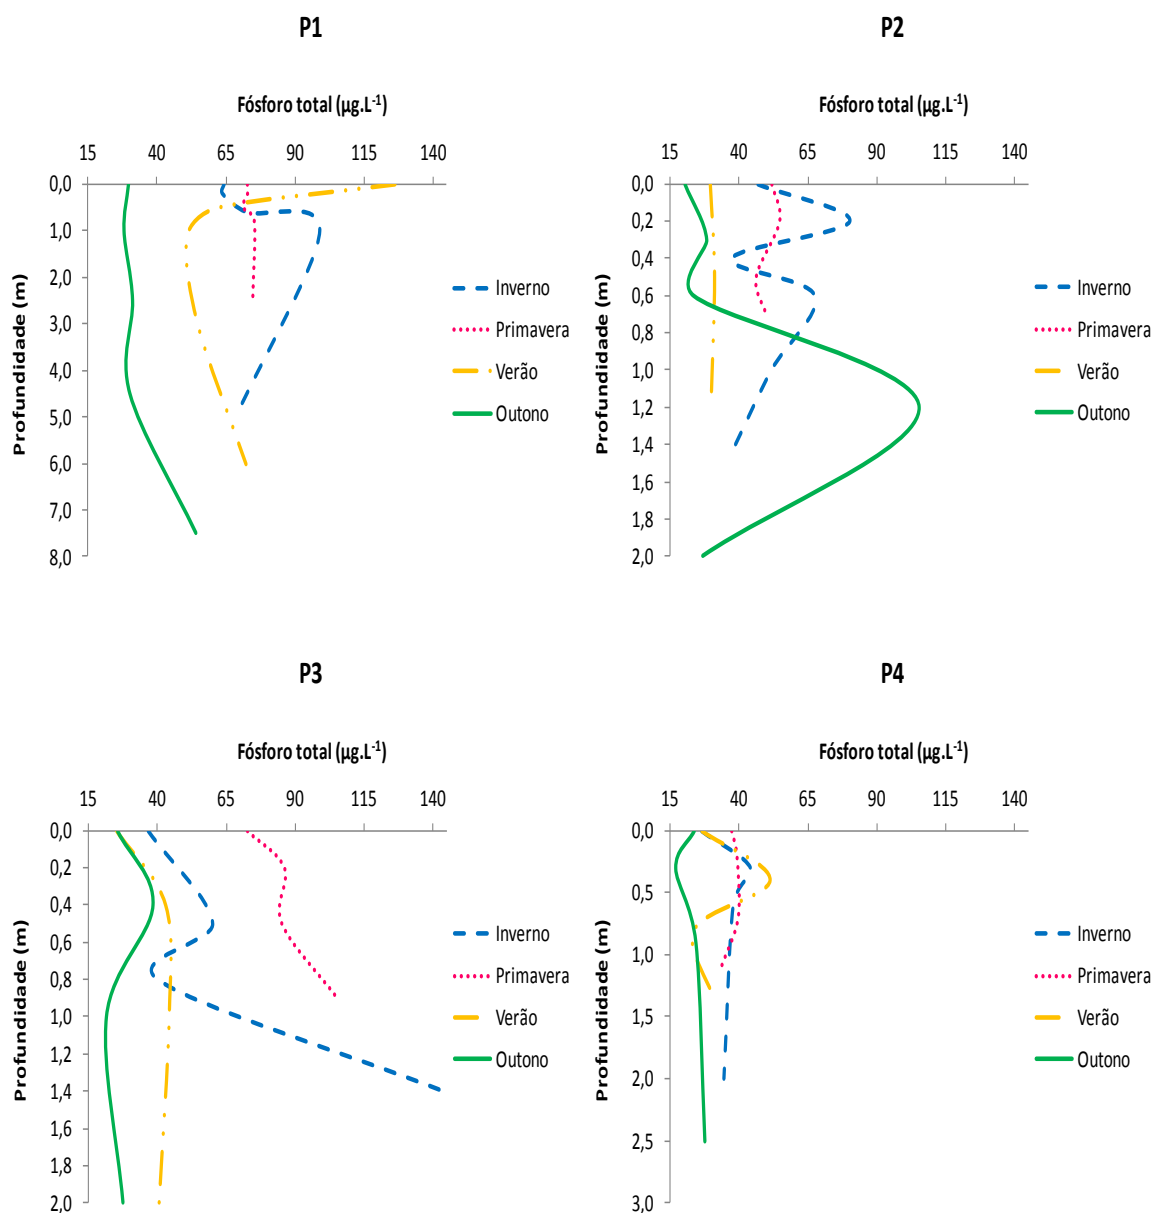 P1
Fósforo total (µg.L⁻¹)
15 40 65 90 115 140
0,0
1,0
2,0
3,0
4,0
5,0
6,0
7,0
8,0
Profundidade (m)
Inverno
Primavera
Verão
Outono
P2
Fósforo total (µg.L⁻¹)
15 40 65 90 115 140
0,0
0,2
0,4
0,6
0,8
1,0
1,2
1,4
1,6
1,8
2,0
Profundidade (m)
Inverno
Primavera
Verão
Outono
P3
Fósforo total (µg.L⁻¹)
15 40 65 90 115 140
0,0
0,2
0,4
0,6
0,8
1,0
1,2
1,4
1,6
1,8
2,0
Profundidade (m)
Inverno
Primavera
Verão
Outono
P4
Fósforo total (µg.L⁻¹)
15 40 65 90 115 140
0,0
0,5
1,0
1,5
2,0
2,5
3,0
Profundidade (m)
Inverno
Primavera
Verão
Outono